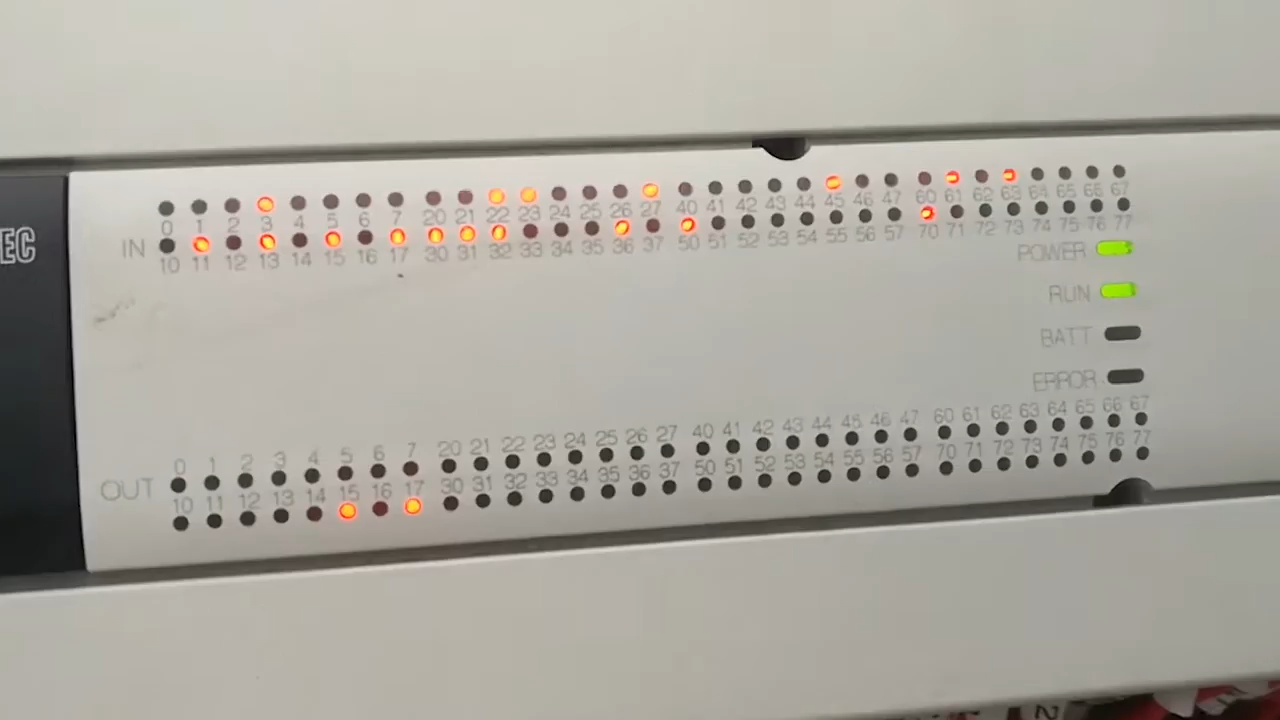 0 1 2 3 4 5 6 7 20 21 22 23 24 25 26 27 40 41 42 43 44 45 46 47 60 61 62 63 64 65 66 67
EC
IN
10 11 12 13 14 15 16 17 30 31 32 33 34 35 36 37 50 51 52 53 54 55 56 57 70 71 72 73 74 75 76 77
POWER
RUN
BATT
ERROR
0 1 2 3 4 5 6 7 20 21 22 23 24 25 26 27 40 41 42 43 44 45 46 47 60 61 62 63 64 65 66 67
OUT
10 11 12 13 14 15 16 17 30 31 32 33 34 35 36 37 50 51 52 53 54 55 56 57 70 71 72 73 74 75 76 77